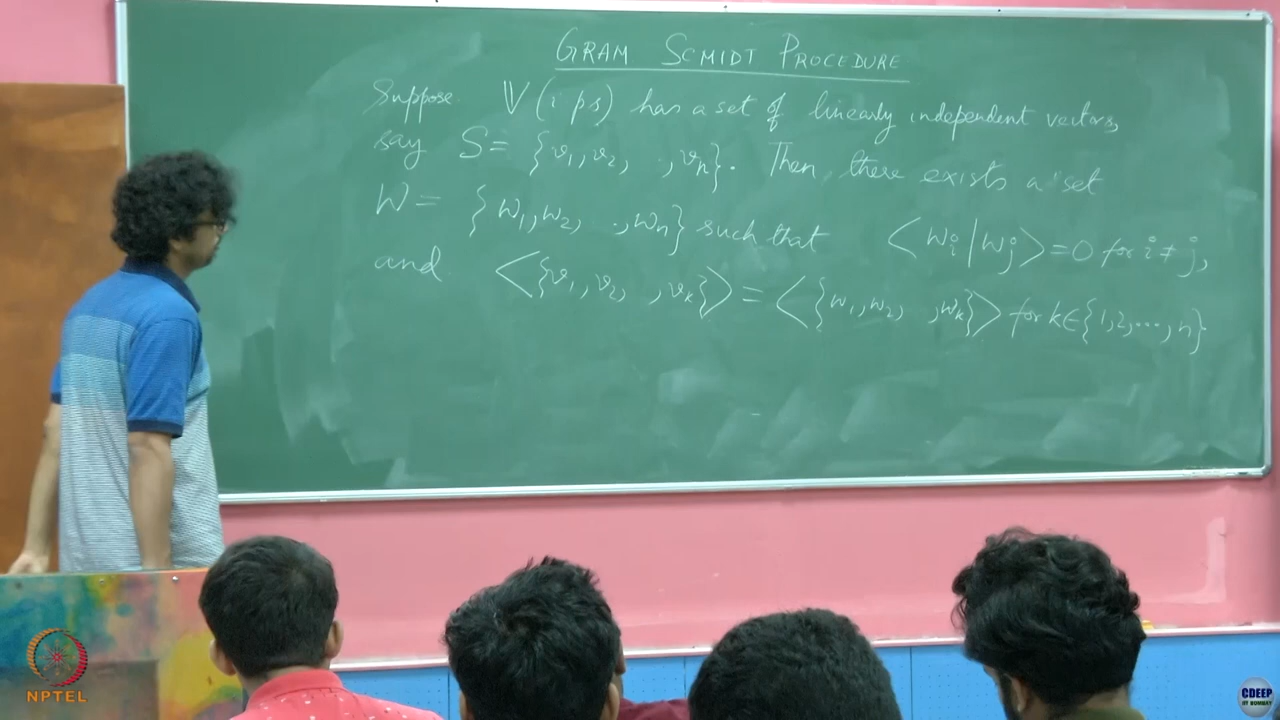 GRAM SCMIDT PROCEDURE
Suppose 𝕍 (i p s) has a set of linearly independent vectors,
say S = {v₁, v₂, , vₙ}. Then, there exists a set
W = {w₁, w₂, ., wₙ} such that ⟨wᵢ|wⱼ⟩ = 0 for i ≠ j,
and ⟨{v₁, v₂, , vₖ}⟩ = ⟨{w₁, w₂, , wₖ}⟩ for k ∈ {1, 2, ..., n}.
NPTEL
CDEEP
IIT BOMBAY